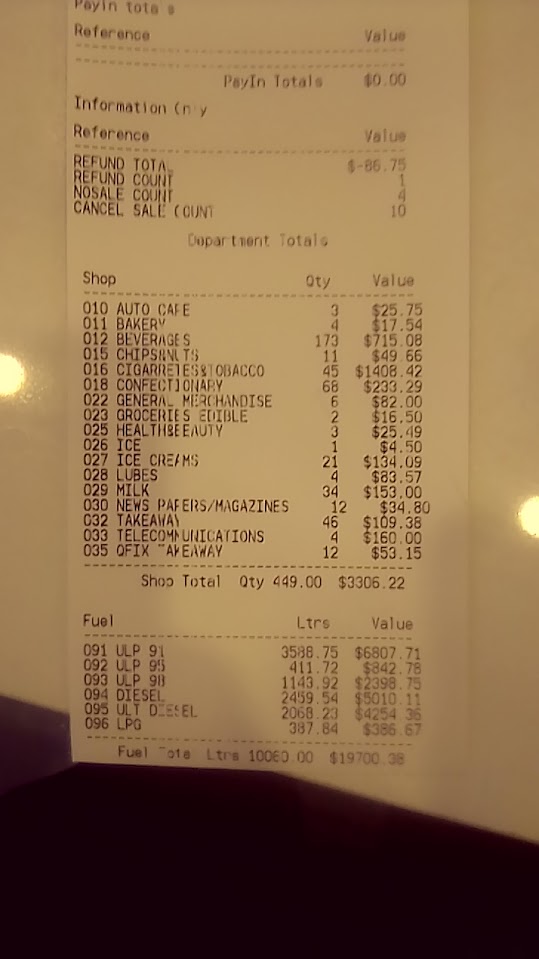 PayIn totals
Reference Value
PayIn Totals $0.00
Information Only
Reference Value
REFUND TOTAL $-86.75
REFUND COUNT 1
NOSALE COUNT 4
CANCEL SALE COUNT 10
Department Totals
Shop Qty Value
010 AUTO CAFE 3 $25.75
011 BAKERY 4 $17.54
012 BEVERAGES 173 $715.08
015 CHIPS&NUTS 11 $49.66
016 CIGARRETES&TOBACCO 45 $1408.42
018 CONFECTIONARY 68 $233.29
022 GENERAL MERCHANDISE 6 $82.00
023 GROCERIES EDIBLE 2 $16.50
025 HEALTH&BEAUTY 3 $25.49
026 ICE 1 $4.50
027 ICE CREAMS 21 $134.09
028 LUBES 4 $83.57
029 MILK 34 $153.00
030 NEWS PAPERS/MAGAZINES 12 $34.80
032 TAKEAWAY 46 $109.38
033 TELECOMMUNICATIONS 4 $160.00
035 QFIX TAKEAWAY 12 $53.15
Shop Total Qty 449.00 $3306.22
Fuel Ltrs Value
091 ULP 91 3588.75 $6807.71
092 ULP 95 411.72 $842.78
093 ULP 98 1143.92 $2398.75
094 DIESEL 2459.54 $5010.11
095 ULT DIESEL 2068.23 $4254.36
096 LPG 387.84 $386.67
Fuel Total Ltrs 10060.00 $19700.38